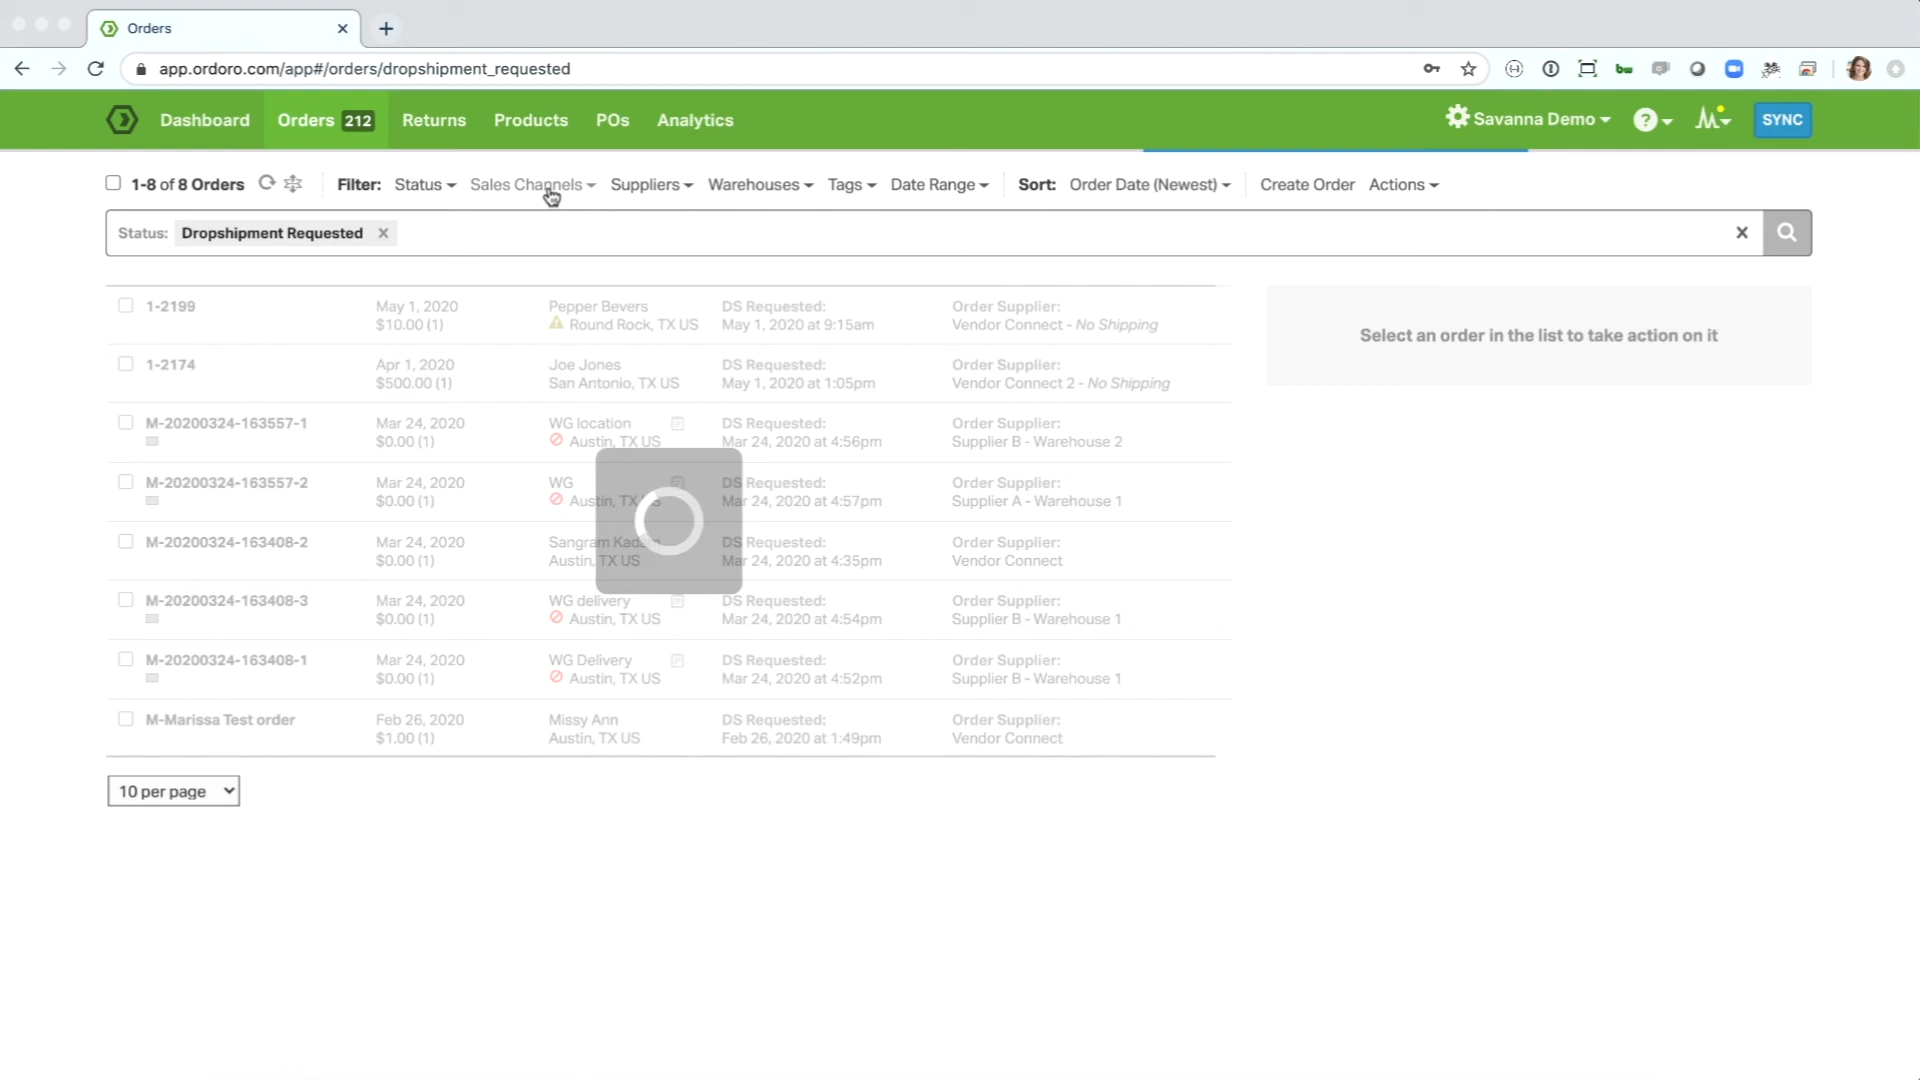 Orders
app.ordoro.com/app#/orders/dropshipment_requested
Dashboard Orders 212 Returns Products POs Analytics Savanna Demo ? SYNC
1-8 of 8 Orders Filter: Status Sales Channels Suppliers Warehouses Tags Date Range Sort: Order Date (Newest) Create Order Actions
Status: Dropshipment Requested
1-2199 May 1, 2020 Pepper Bevers DS Requested: Order Supplier:
$10.00 (1) Round Rock, TX US May 1, 2020 at 9:15am Vendor Connect - No Shipping
Select an order in the list to take action on it
1-2174 Apr 1, 2020 Joe Jones DS Requested: Order Supplier:
$500.00 (1) San Antonio, TX US May 1, 2020 at 1:05pm Vendor Connect 2 - No Shipping
M-20200324-163557-1 Mar 24, 2020 WG location DS Requested: Order Supplier:
$0.00 (1) Austin, TX US Mar 24, 2020 at 4:56pm Supplier B - Warehouse 2
M-20200324-163557-2 Mar 24, 2020 WG DS Requested: Order Supplier:
$0.00 (1) Austin, TX US Mar 24, 2020 at 4:57pm Supplier A - Warehouse 1
M-20200324-163408-2 Mar 24, 2020 Sangram Kadam DS Requested: Order Supplier:
$0.00 (1) Austin, TX US Mar 24, 2020 at 4:35pm Vendor Connect
M-20200324-163408-3 Mar 24, 2020 WG delivery DS Requested: Order Supplier:
$0.00 (1) Austin, TX US Mar 24, 2020 at 4:54pm Supplier B - Warehouse 1
M-20200324-163408-1 Mar 24, 2020 WG Delivery DS Requested: Order Supplier:
$0.00 (1) Austin, TX US Mar 24, 2020 at 4:52pm Supplier B - Warehouse 1
M-Marissa Test order Feb 26, 2020 Missy Ann DS Requested: Order Supplier:
$1.00 (1) Austin, TX US Feb 26, 2020 at 1:49pm Vendor Connect
10 per page